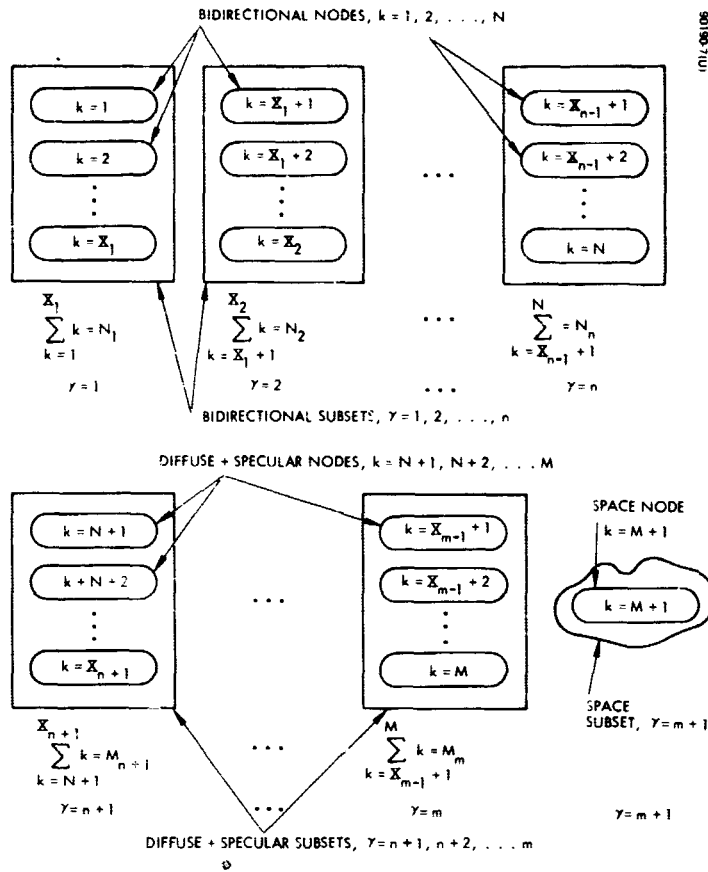 BIDIRECTIONAL NODES, k = 1, 2, . . ., N
90190-7(U)
k = 1
k = 2
k = X₁
k = X₁ + 1
k = X₁ + 2
k = X₂
. . .
k = Xₙ₋₁ + 1
k = Xₙ₋₁ + 2
k = N
X₁
∑ k = N₁
k = 1
γ = 1
X₂
∑ k = N₂
k = X₁ + 1
γ = 2
. . .
. . .
N
∑ = Nₙ
k = Xₙ₋₁ + 1
γ = n
BIDIRECTIONAL SUBSETS, γ = 1, 2, . . ., n
DIFFUSE + SPECULAR NODES, k = N + 1, N + 2, . . . M
k = N + 1
k + N + 2
k = Xₙ₊₁
. . .
k = Xₘ₋₁ + 1
k = Xₘ₋₁ + 2
k = M
SPACE NODE
k = M + 1
k = M + 1
SPACE
SUBSET, γ = m + 1
Xₙ₊₁
∑ k = Mₙ₊₁
k = N + 1
γ = n + 1
. . .
. . .
M
∑ k = Mₘ
k = Xₘ₋₁ + 1
γ = m
γ = m + 1
DIFFUSE + SPECULAR SUBSETS, γ = n + 1, n + 2, . . . m